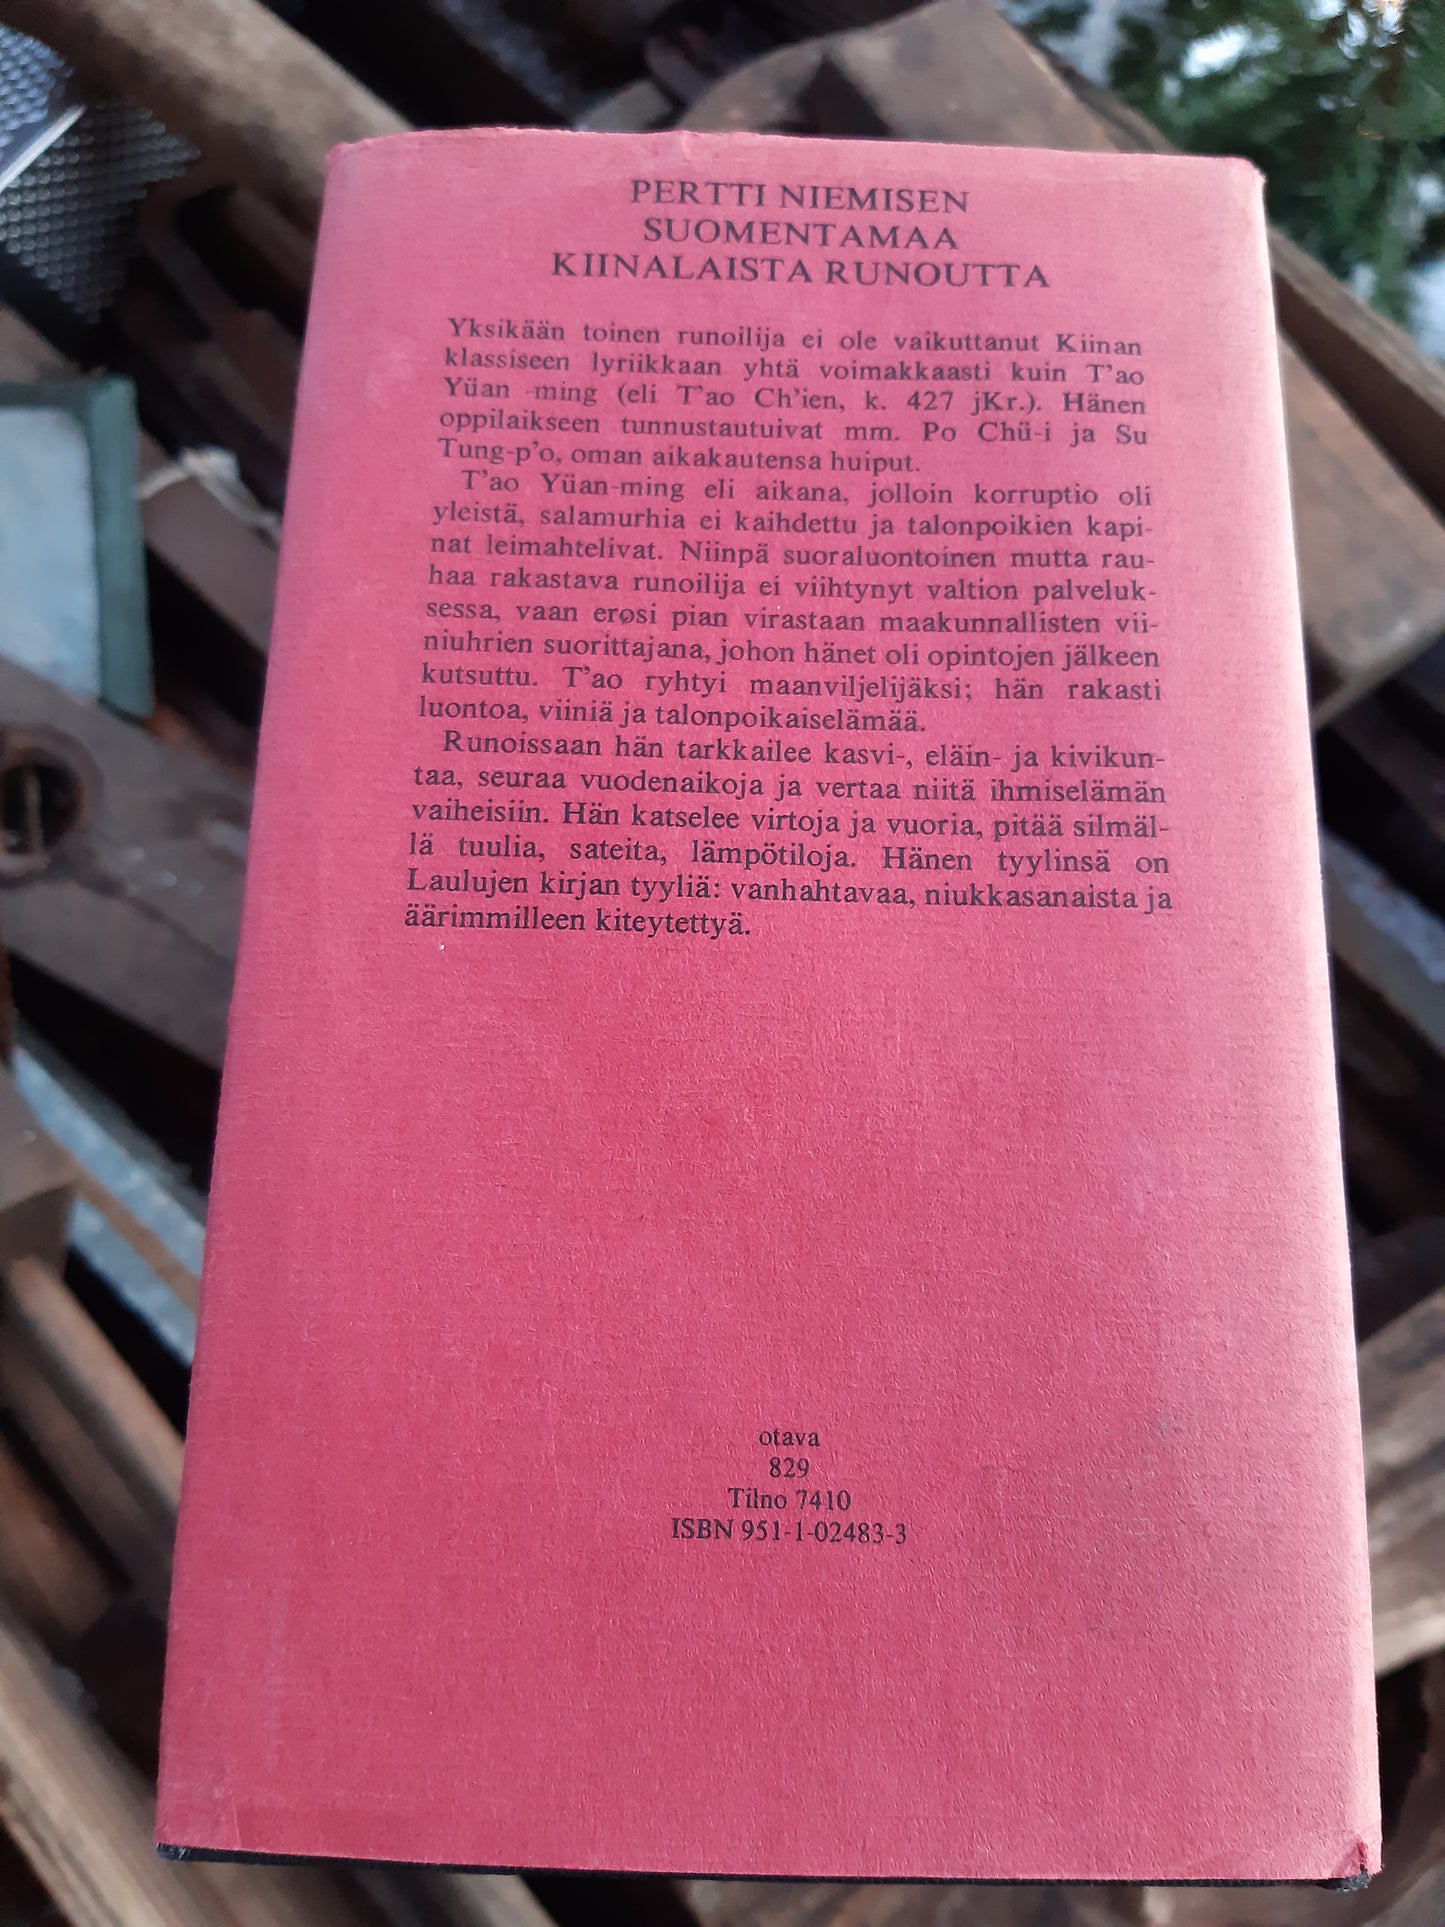 PERTTI NIEMISEN
SUOMENTAMAA
KIINALAISTA RUNOUTTA
Yksikään toinen runoilija ei ole vaikuttanut Kiinan
klassiseen lyriikkaan yhtä voimakkaasti kuin T'ao
Yüan -ming (eli T'ao Ch'ien, k. 427 jKr.). Hänen
oppilaikseen tunnustautuivat mm. Po Chü-i ja Su
Tung-p'o, oman aikakautensa huiput.
T'ao Yüan-ming eli aikana, jolloin korruptio oli
yleistä, salamurhia ei kaihdettu ja talonpoikien kapi-
nat leimahtelivat. Niinpä suoraluontoinen mutta rau-
haa rakastava runoilija ei viihtynyt valtion palveluk-
sessa, vaan erosi pian virastaan maakunnallisten vii-
niuhrien suorittajana, johon hänet oli opintojen jälkeen
kutsuttu. T'ao ryhtyi maanviljelijäksi; hän rakasti
luontoa, viiniä ja talonpoikaiselämää.
Runoissaan hän tarkkailee kasvi-, eläin- ja kivikun-
taa, seuraa vuodenaikoja ja vertaa niitä ihmiselämän
vaiheisiin. Hän katselee virtoja ja vuoria, pitää silmäl-
lä tuulia, sateita, lämpötiloja. Hänen tyylinsä on
Laulujen kirjan tyyliä: vanhahtavaa, niukkasanaista ja
äärimmilleen kiteytettyä.
otava
829
Tilno 7410
ISBN 951-1-02483-3